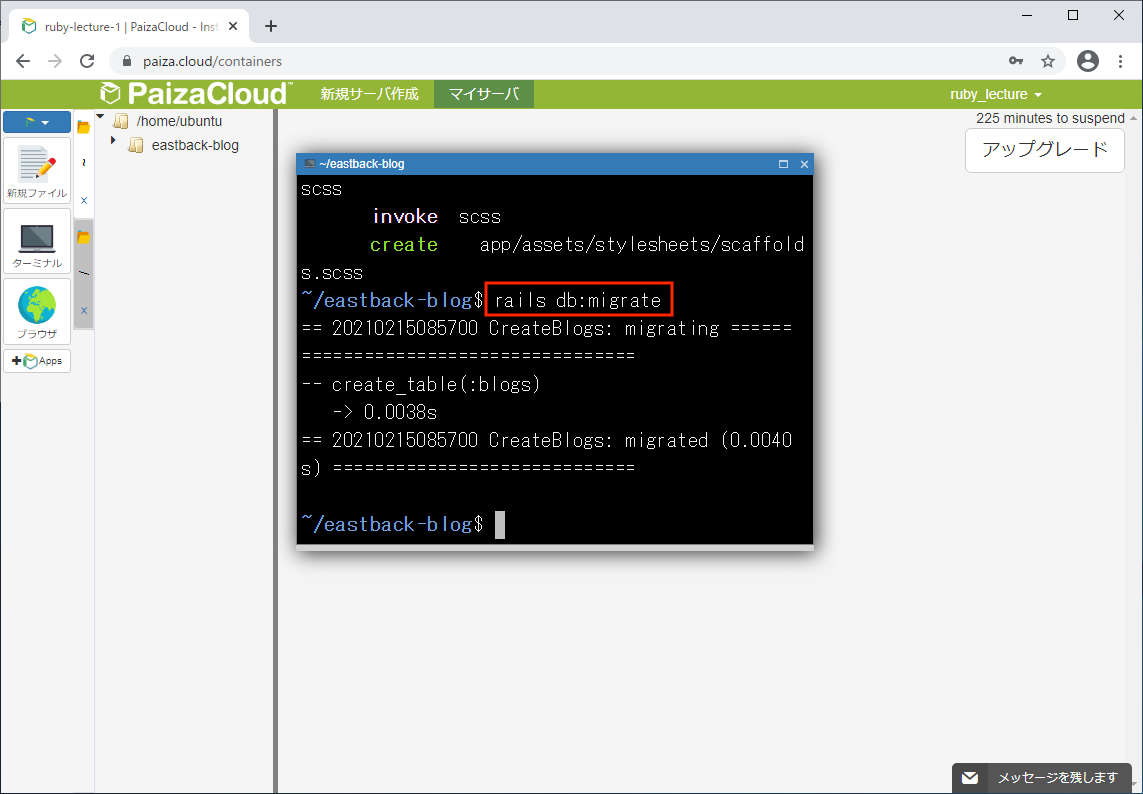 ruby-lecture-1 | PaizaCloud - Inst
paiza.cloud/containers
PaizaCloud™
新規サーバ作成
マイサーバ
ruby_lecture
225 minutes to suspend
アップグレード
新規ファイル
ターミナル
ブラウザ
+ Apps
~
x
/
x
/home/ubuntu
eastback-blog
~/eastback-blog
scss
invoke scss
create app/assets/stylesheets/scaffold
s.scss
~/eastback-blog$ rails db:migrate
== 20210215085700 CreateBlogs: migrating ======
================================
-- create_table(:blogs)
-> 0.0038s
== 20210215085700 CreateBlogs: migrated (0.0040
s) =============================
~/eastback-blog$
メッセージを残します